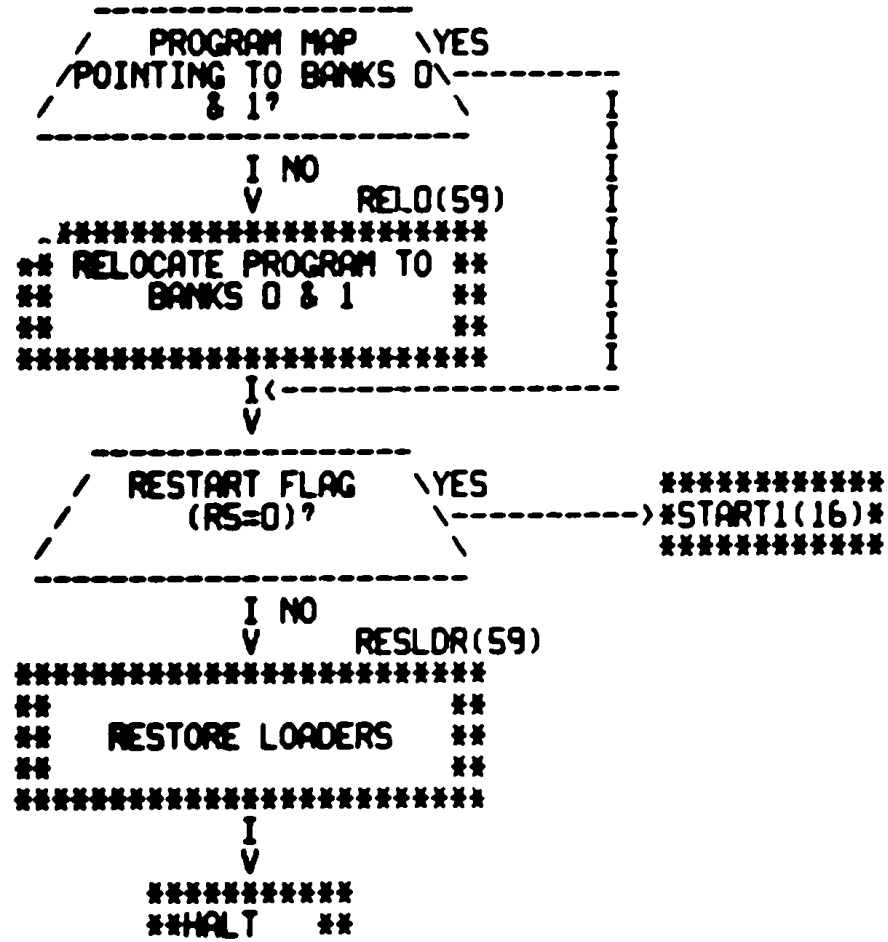 PROGRAM MAP YES
POINTING TO BANKS 0
& 1?
I NO
V RELO(59)
RELOCATE PROGRAM TO
BANKS 0 & 1
I<
V
RESTART FLAG YES
(R5=0)? > *START1(16)*
I NO
V RESLDR(59)
RESTORE LOADERS
I
V
**HALT **